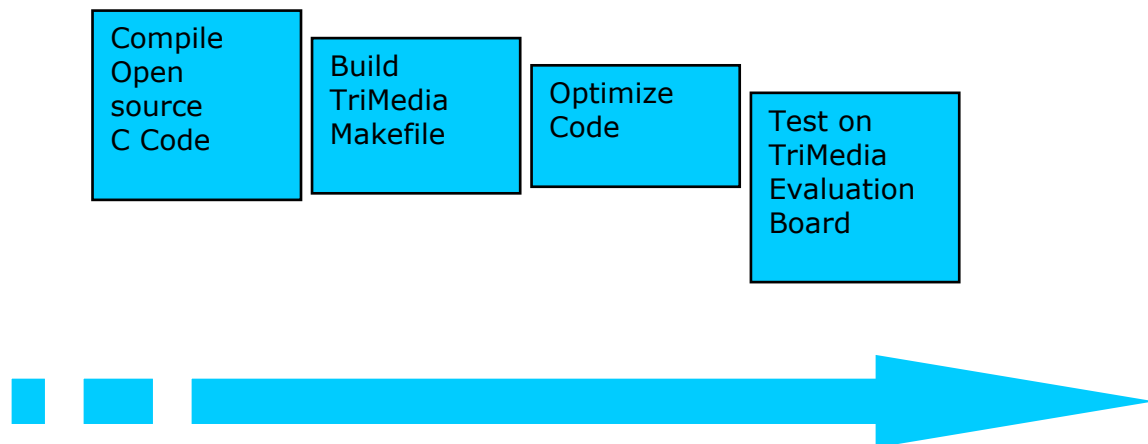 Compile
Open
source
C Code
Build
TriMedia
Makefile
Optimize
Code
Test on
TriMedia
Evaluation
Board